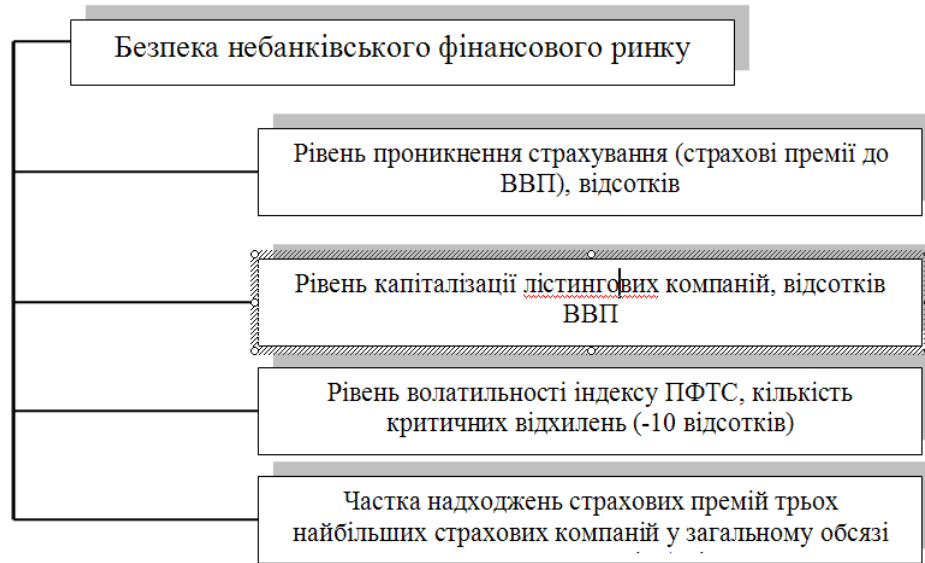 Безпека небанківського фінансового ринку
Рівень проникнення страхування (страхові премії до
ВВП), відсотків
Рівень капіталізації лістингових компаній, відсотків
ВВП
Рівень волатильності індексу ПФТС, кількість
критичних відхилень (-10 відсотків)
Частка надходжень страхових премій трьох
найбільших страхових компаній у загальному обсязі